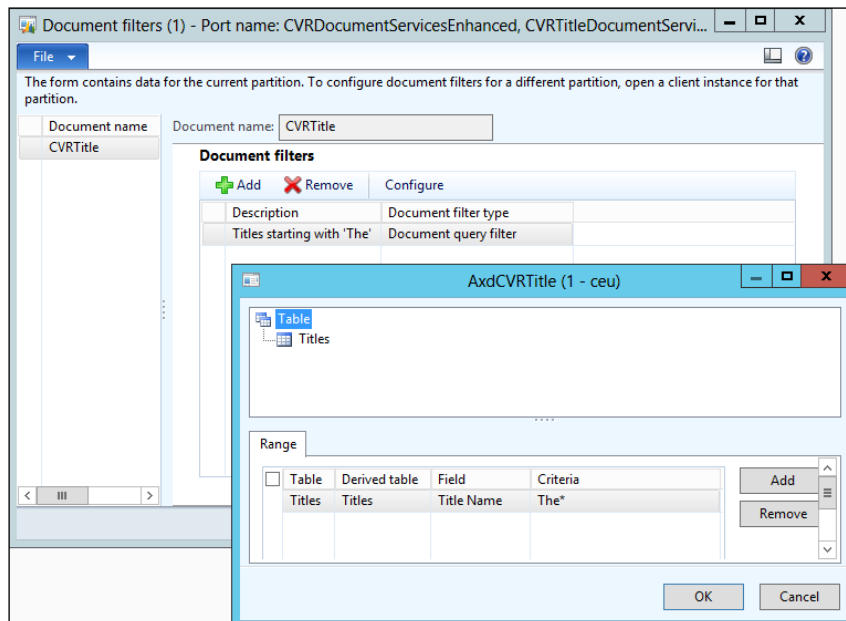 Document filters (1) - Port name: CVRDocumentServicesEnhanced, CVRTitleDocumentServi...
File
The form contains data for the current partition. To configure document filters for a different partition, open a client instance for that
partition.
Document name
CVRTitle
Document name: CVRTitle
Document filters
Add Remove Configure
Description Document filter type
Titles starting with 'The' Document query filter
AxdCVRTitle (1 - ceu)
Table
Titles
Range
Table Derived table Field Criteria
Titles Titles Title Name The*
Add
Remove
OK Cancel